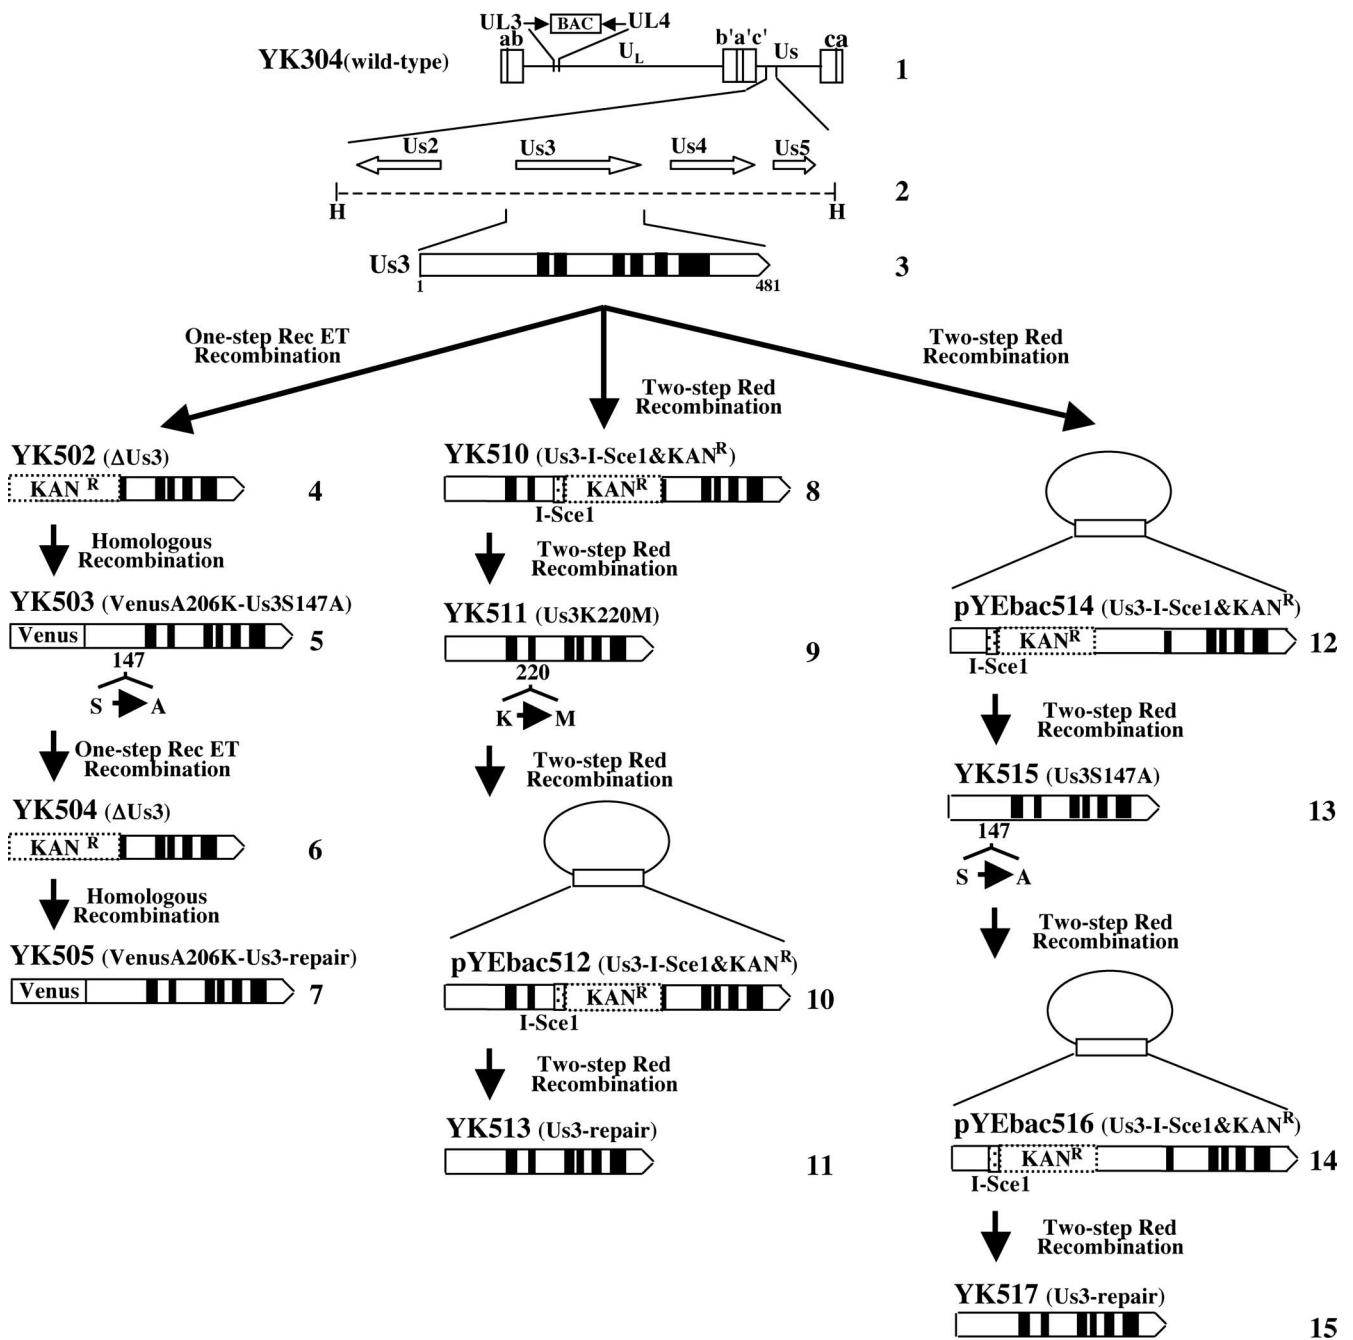 UL3 BAC UL4
ab b'a'c' ca
YK304(wild-type) UL Us 1
Us2 Us3 Us4 Us5
2
H H
Us3 3
1 481
One-step Rec ET
Recombination
Two-step Red
Recombination
Two-step Red
Recombination
YK502 (ΔUs3)
KAN R 4
Homologous
Recombination
YK503 (VenusA206K-Us3S147A)
Venus 5
147
S A
One-step Rec ET
Recombination
YK504 (ΔUs3)
KAN R 6
Homologous
Recombination
YK505 (VenusA206K-Us3-repair)
Venus 7
YK510 (Us3-I-Sce1&KANR)
KANR 8
I-Sce1
Two-step Red
Recombination
YK511 (Us3K220M)
9
220
K M
Two-step Red
Recombination
pYEbac512 (Us3-I-Sce1&KANR)
KANR 10
I-Sce1
Two-step Red
Recombination
YK513 (Us3-repair)
11
pYEbac514 (Us3-I-Sce1&KANR)
KANR 12
I-Sce1
Two-step Red
Recombination
YK515 (Us3S147A)
13
147
S A
Two-step Red
Recombination
pYEbac516 (Us3-I-Sce1&KANR)
KANR 14
I-Sce1
Two-step Red
Recombination
YK517 (Us3-repair)
15